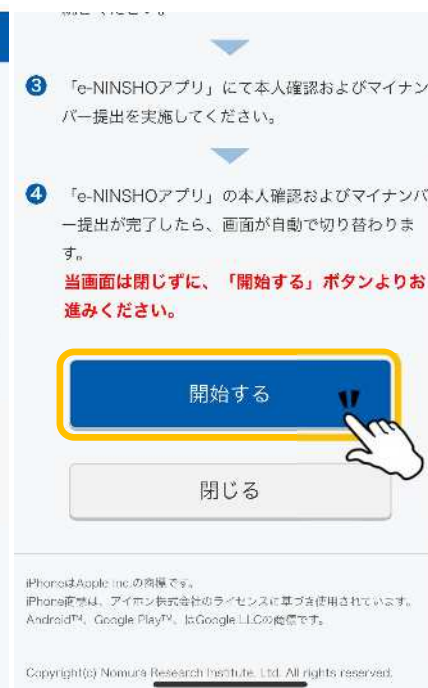 ❸ 「e-NINSHOアプリ」にて本人確認およびマイナン
バー提出を実施してください。
❹ 「e-NINSHOアプリ」の本人確認およびマイナンバ
ー提出が完了したら、画面が自動で切り替わりま
す。
当画面は閉じずに、「開始する」ボタンよりお
進みください。
開始する
閉じる
iPhoneはApple Inc.の商標です。
iPhone商標は、アイホン株式会社のライセンスに基づき使用されています。
Android™、Google Play™、はGoogle LLCの商標です。
Copyright(c) Nomura Research Institute, Ltd. All rights reserved.